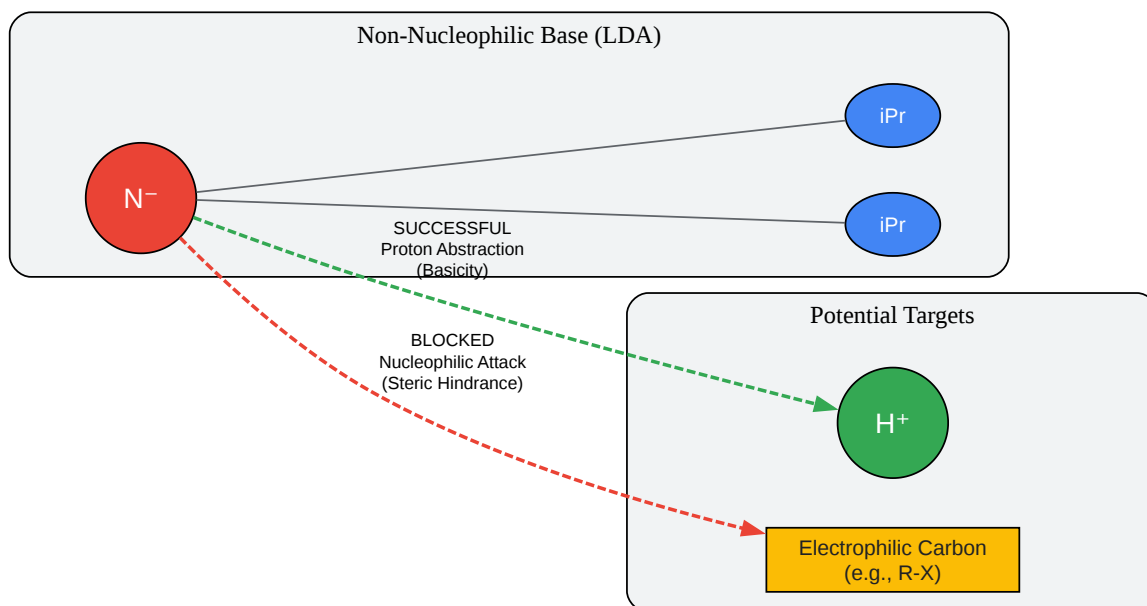 Non-Nucleophilic Base (LDA)
iPr
N⁻
iPr
SUCCESSFUL
Proton Abstraction
(Basicity)
Potential Targets
BLOCKED
Nucleophilic Attack
(Steric Hindrance)
H⁺
Electrophilic Carbon
(e.g., R-X)